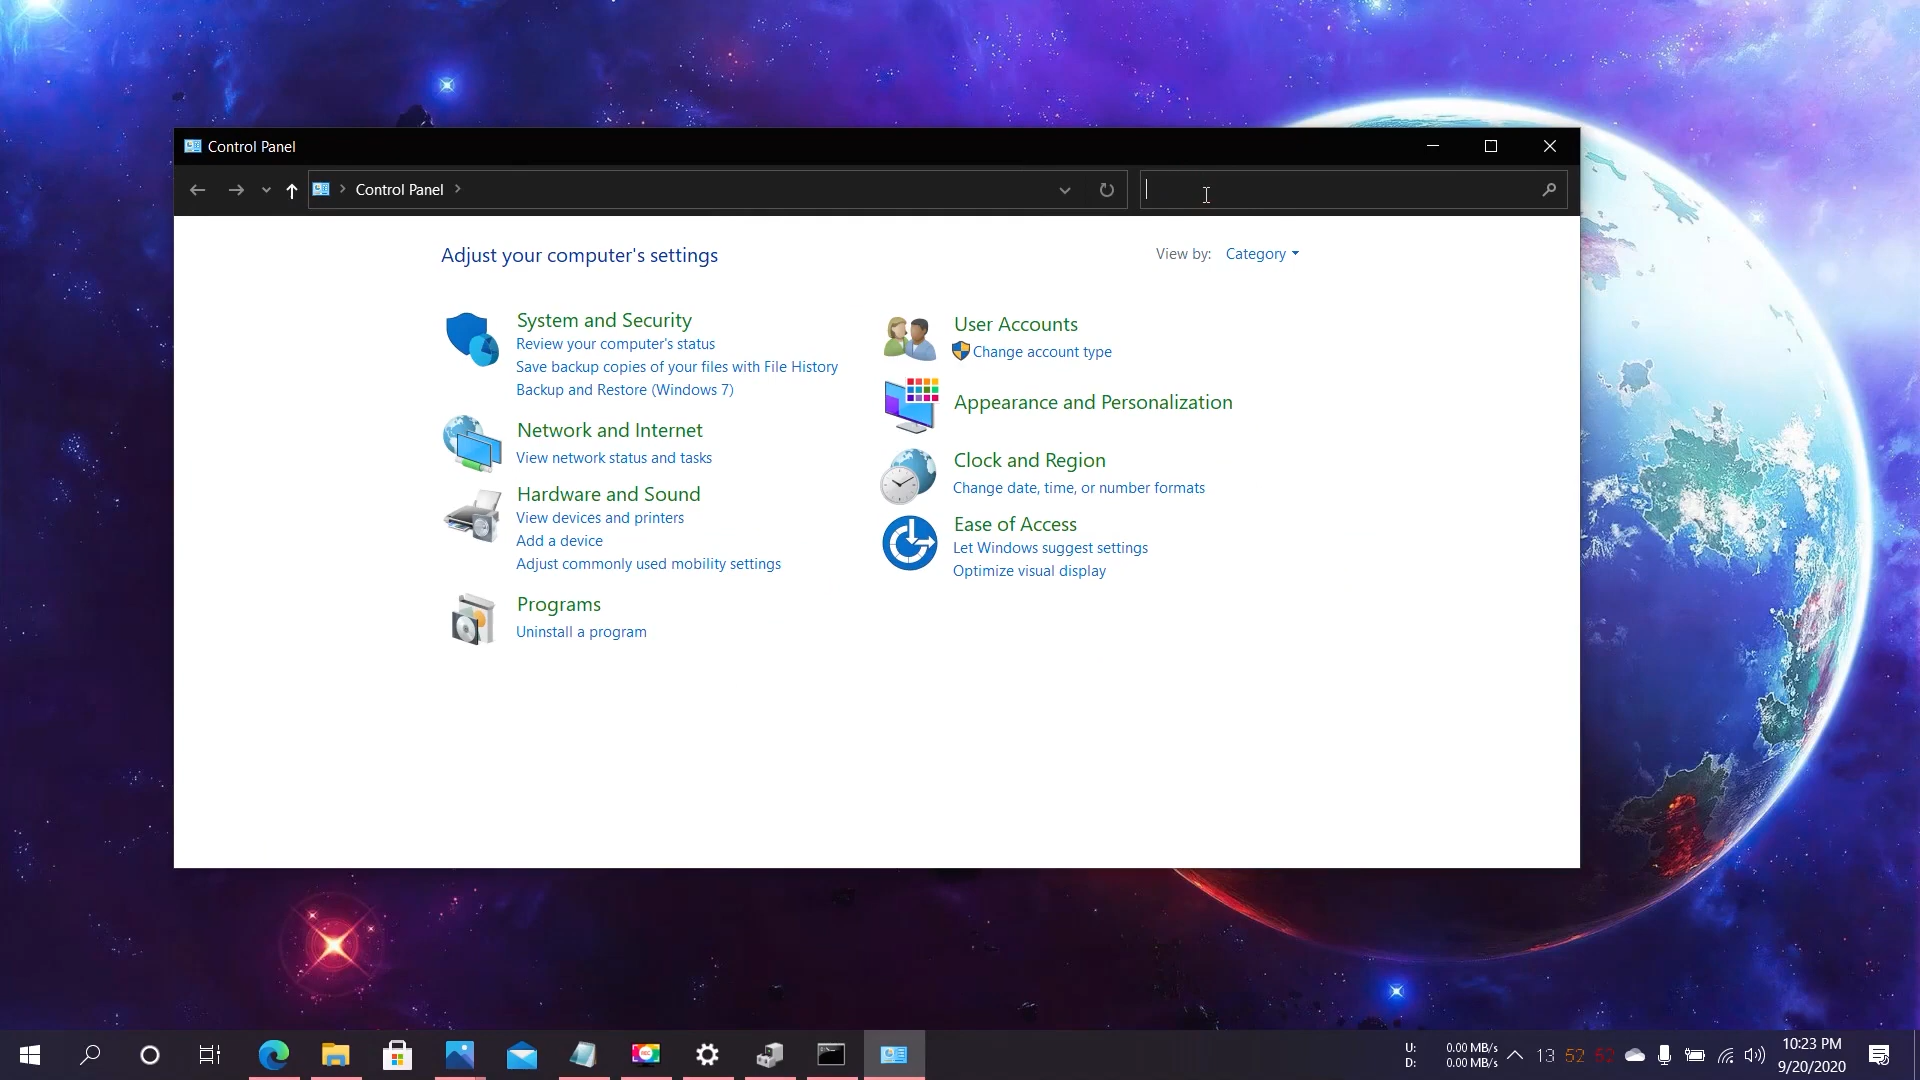 Control Panel
Control Panel
Adjust your computer's settings
View by: Category
System and Security
Review your computer's status
Save backup copies of your files with File History
Backup and Restore (Windows 7)
Network and Internet
View network status and tasks
Hardware and Sound
View devices and printers
Add a device
Adjust commonly used mobility settings
Programs
Uninstall a program
User Accounts
Change account type
Appearance and Personalization
Clock and Region
Change date, time, or number formats
Ease of Access
Let Windows suggest settings
Optimize visual display
U: 0.00 MB/s
D: 0.00 MB/s
13 52 52
10:23 PM
9/20/2020